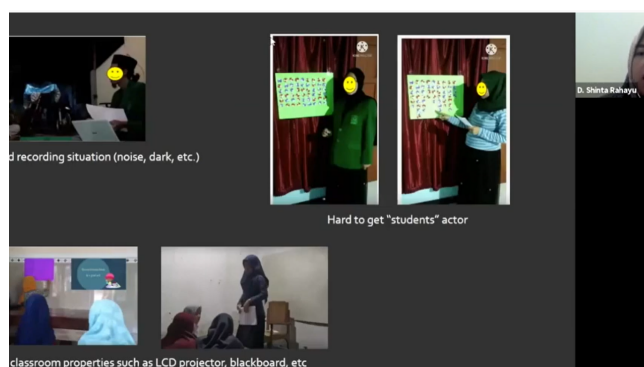 D. Shinta Rahayu
d recording situation (noise, dark, etc.)
Hard to get "students" actor
classroom properties such as LCD projector, blackboard, etc